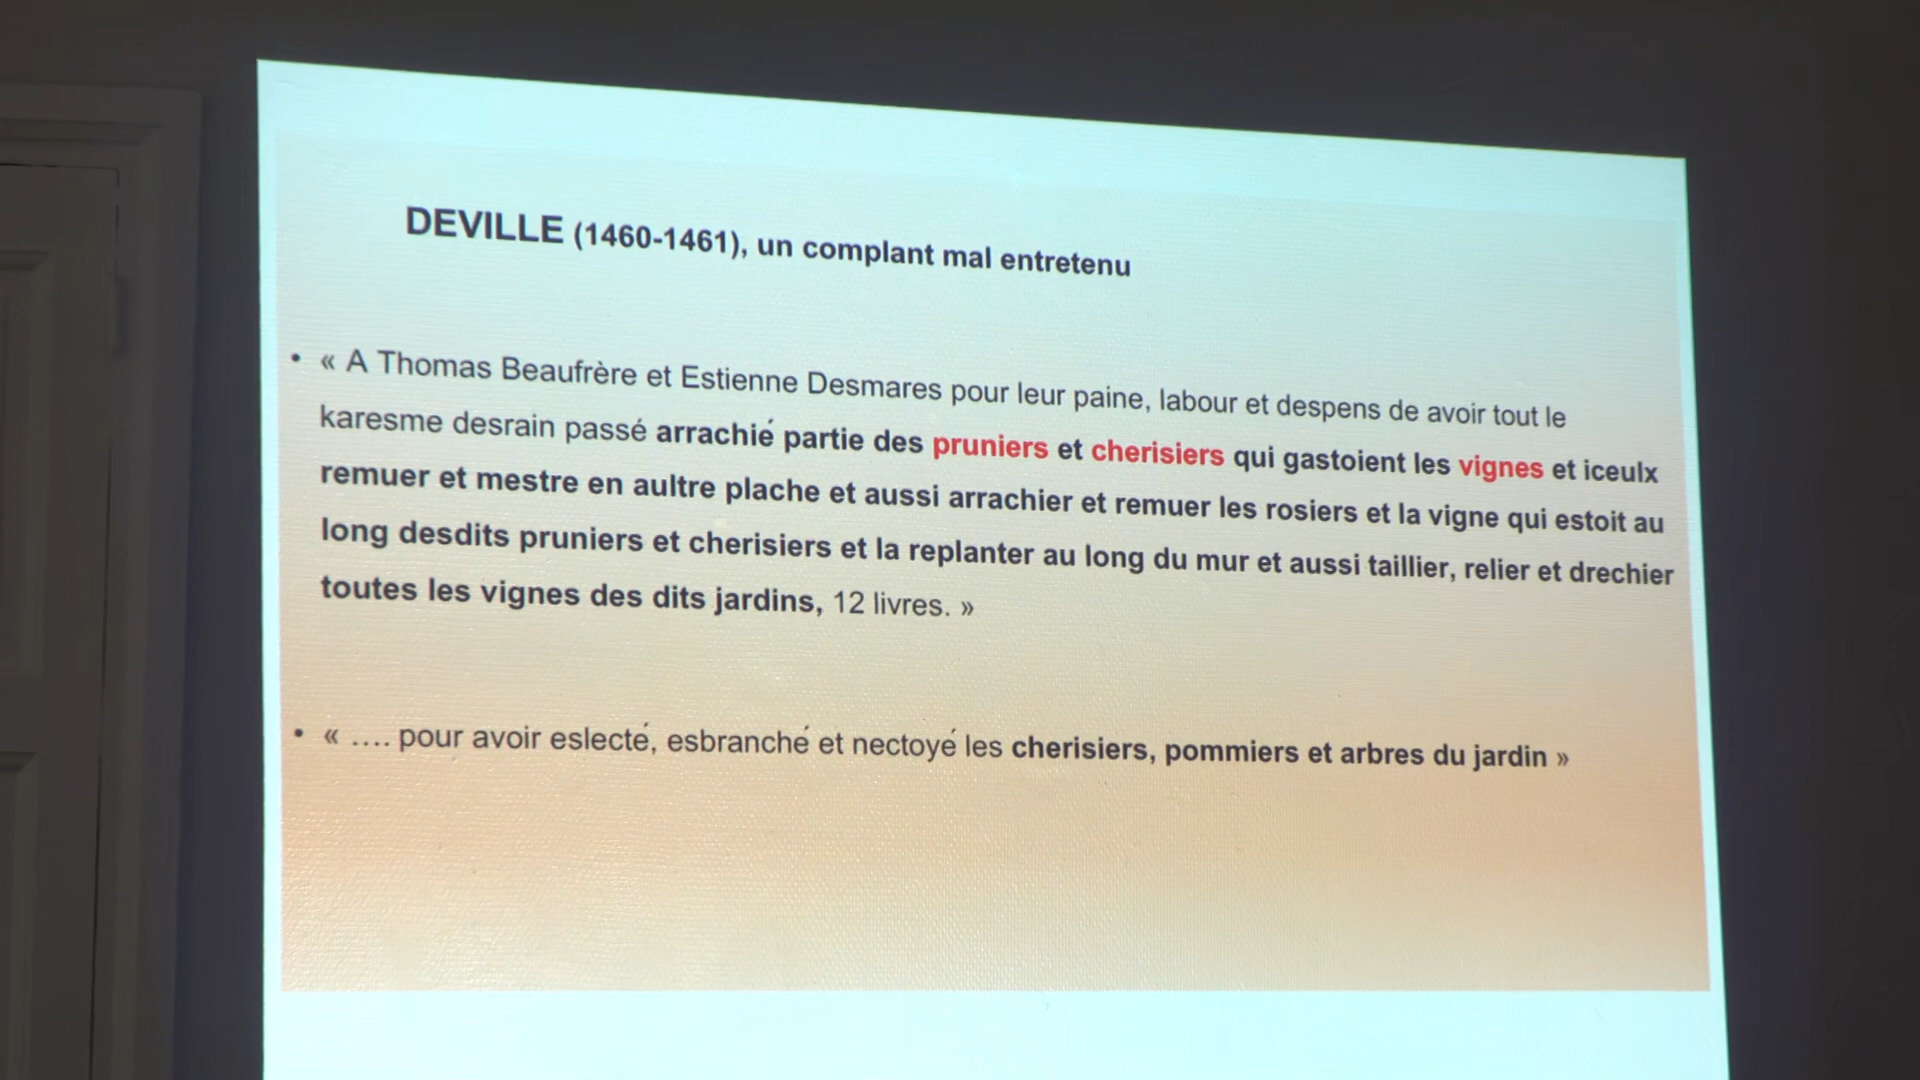 DEVILLE (1460-1461), un complant mal entretenu
• « A Thomas Beaufrère et Estienne Desmares pour leur paine, labour et despens de avoir tout le
karesme desrain passé arrachié partie des pruniers et cherisiers qui gastoient les vignes et iceulx
remuer et mestre en aultre plache et aussi arrachier et remuer les rosiers et la vigne qui estoit au
long desdits pruniers et cherisiers et la replanter au long du mur et aussi taillier, relier et drechier
toutes les vignes des dits jardins, 12 livres. »
• « .... pour avoir eslecté, esbranché et nectoyé les cherisiers, pommiers et arbres du jardin »